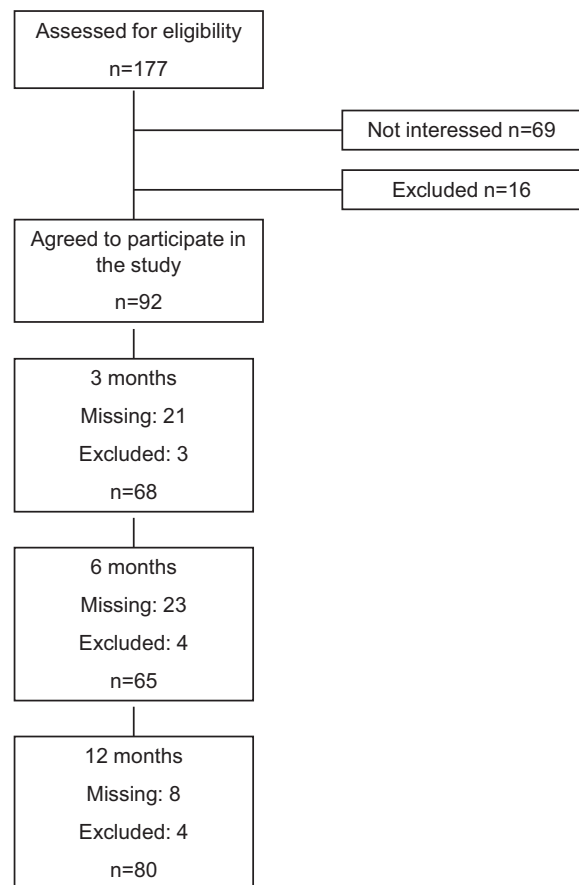 Assessed for eligibility
n=177
Not interessed n=69
Excluded n=16
Agreed to participate in
the study
n=92
3 months
Missing: 21
Excluded: 3
n=68
6 months
Missing: 23
Excluded: 4
n=65
12 months
Missing: 8
Excluded: 4
n=80